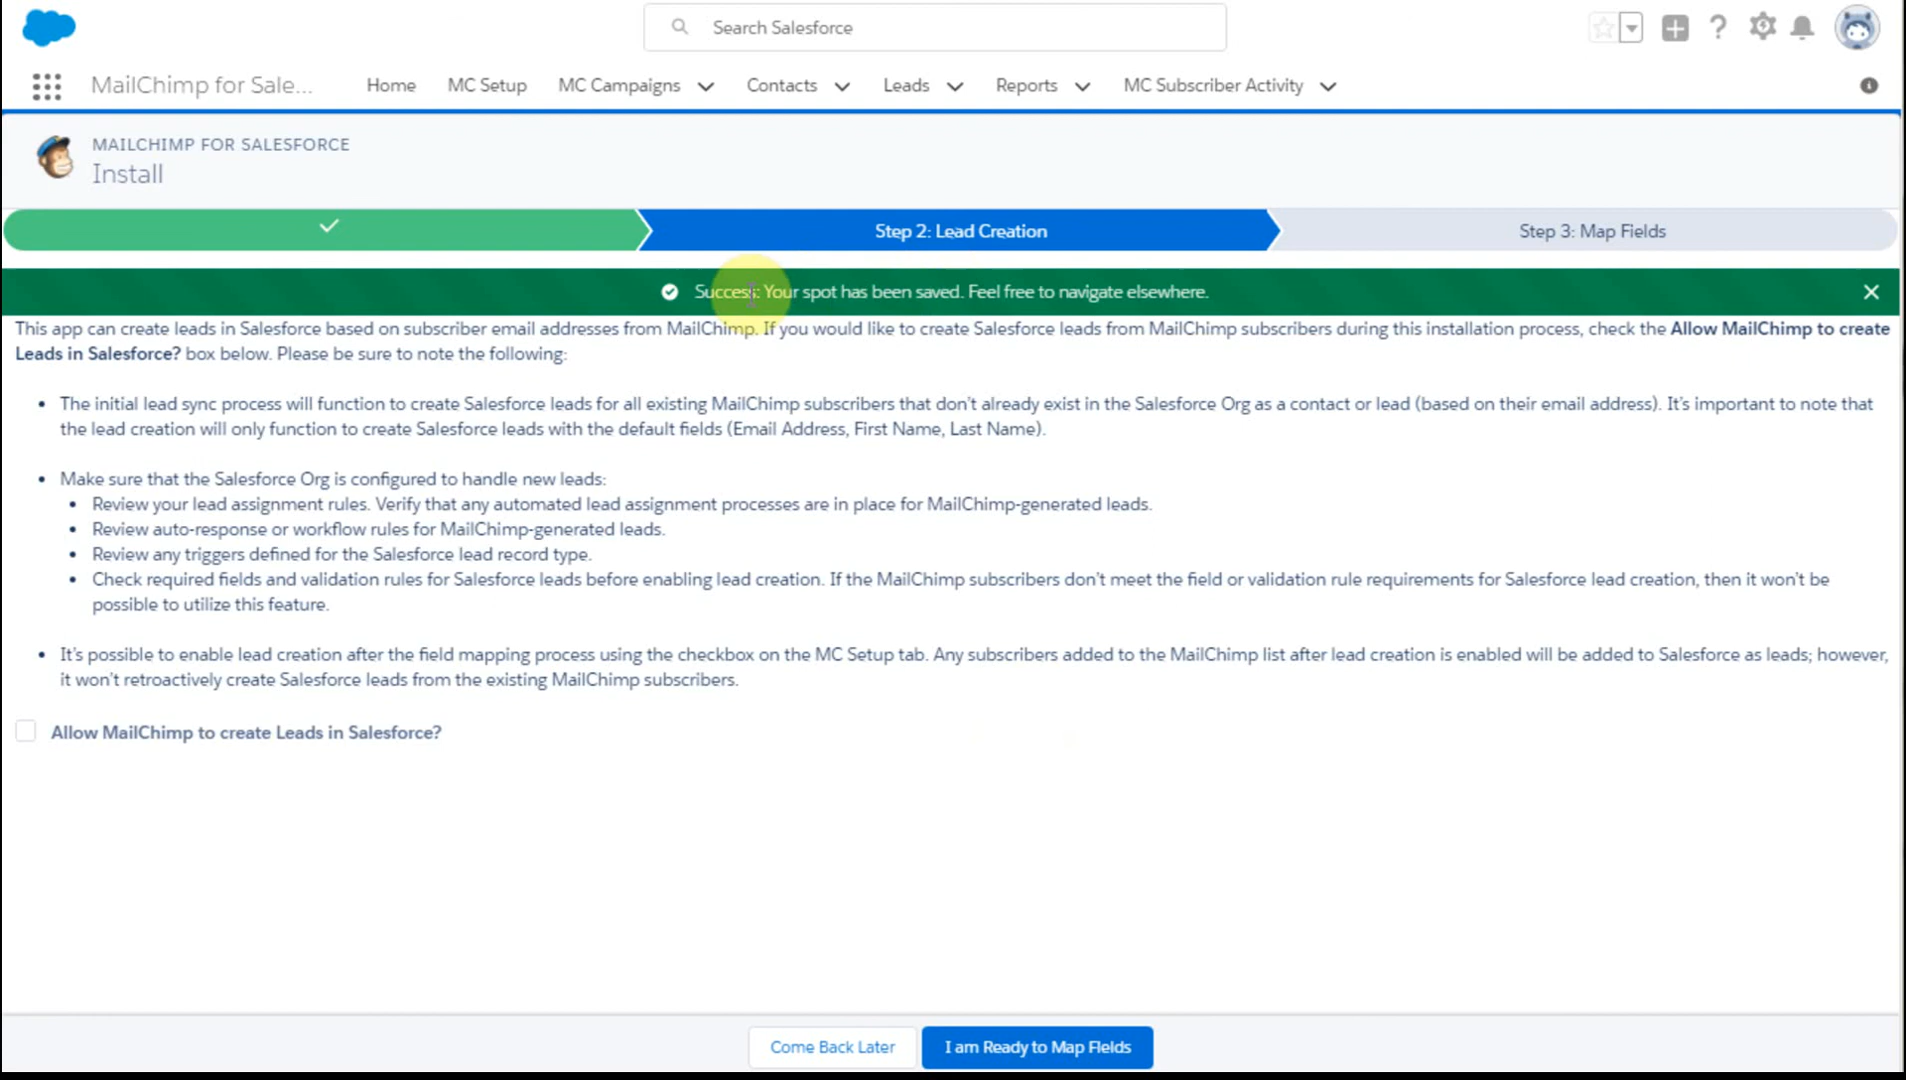 Search Salesforce
MailChimp for Sale...
Home
MC Setup
MC Campaigns
Contacts
Leads
Reports
MC Subscriber Activity
MAILCHIMP FOR SALESFORCE
Install
Step 2: Lead Creation
Step 3: Map Fields
Success: Your spot has been saved. Feel free to navigate elsewhere.
This app can create leads in Salesforce based on subscriber email addresses from MailChimp. If you would like to create Salesforce leads from MailChimp subscribers during this installation process, check the Allow MailChimp to create
Leads in Salesforce? box below. Please be sure to note the following:
• The initial lead sync process will function to create Salesforce leads for all existing MailChimp subscribers that don't already exist in the Salesforce Org as a contact or lead (based on their email address). It's important to note that
the lead creation will only function to create Salesforce leads with the default fields (Email Address, First Name, Last Name).
• Make sure that the Salesforce Org is configured to handle new leads:
• Review your lead assignment rules. Verify that any automated lead assignment processes are in place for MailChimp-generated leads.
• Review auto-response or workflow rules for MailChimp-generated leads.
• Review any triggers defined for the Salesforce lead record type.
• Check required fields and validation rules for Salesforce leads before enabling lead creation. If the MailChimp subscribers don't meet the field or validation rule requirements for Salesforce lead creation, then it won't be
possible to utilize this feature.
• It's possible to enable lead creation after the field mapping process using the checkbox on the MC Setup tab. Any subscribers added to the MailChimp list after lead creation is enabled will be added to Salesforce as leads; however,
it won't retroactively create Salesforce leads from the existing MailChimp subscribers.
Allow MailChimp to create Leads in Salesforce?
Come Back Later
I am Ready to Map Fields